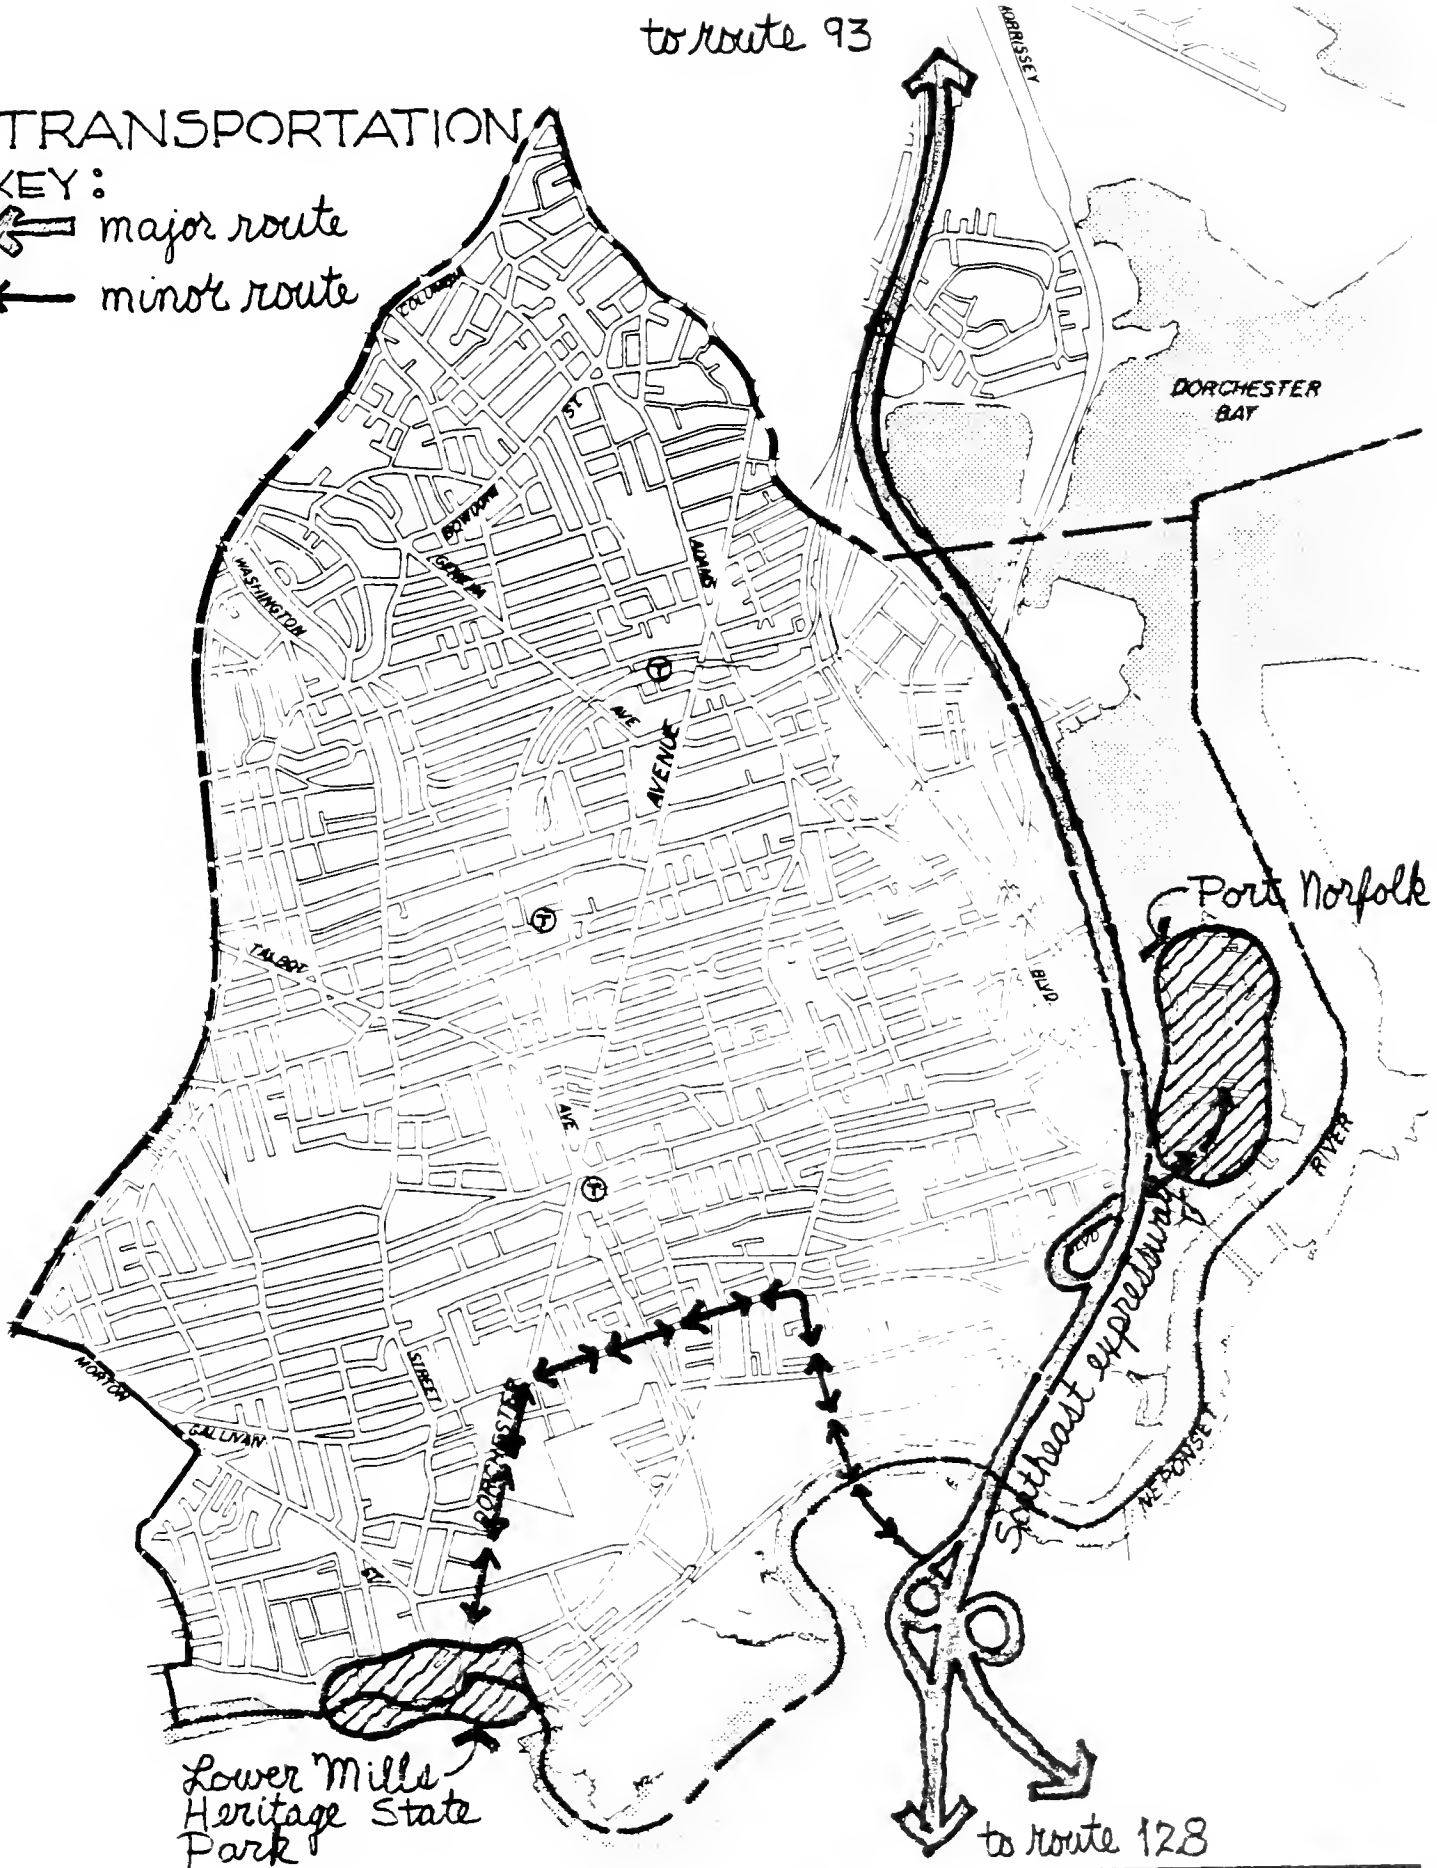 to route 93
MORRISSEY
TRANSPORTATION
KEY:
major route
minor route
COLUMBIA
DORCHESTER
BAY
ST
BOWDOIN
GENEVA
ADAMS
WASHINGTON
T
AVE
AVENUE
Port Norfolk
T
TALBOT
BLVD.
AVE
RIVER
T
BLVD
Southeast expressway
MORTON
STREET
DORCHESTER
GALLIVAN
NEPONSET
ST
Lower Mills
Heritage State
Park
to route 128